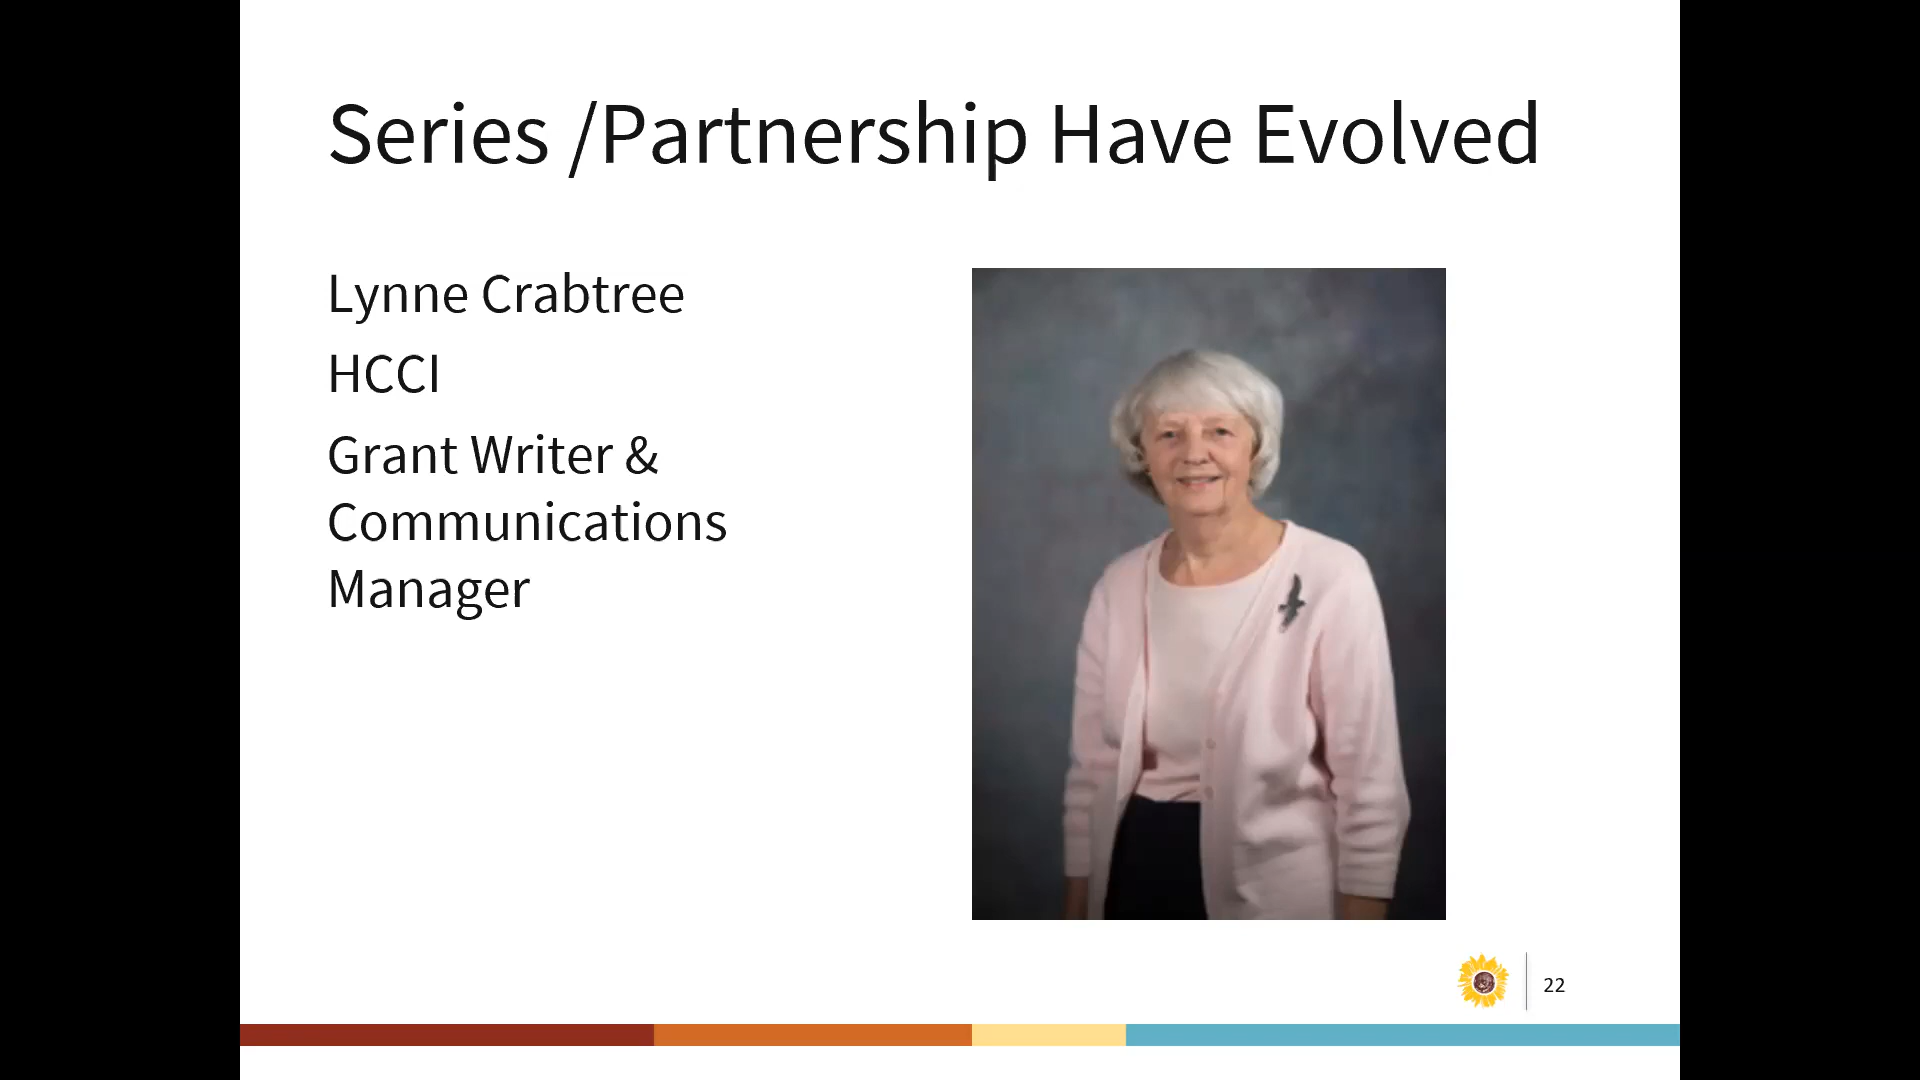 Series /Partnership Have Evolved
Lynne Crabtree
HCCI
Grant Writer &
Communications
Manager
22